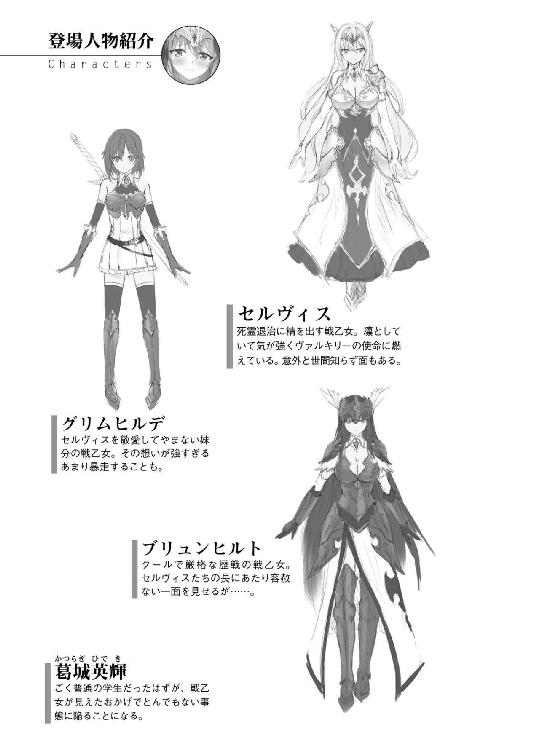 登場人物紹介
Characters
セルヴィス
死霊退治に精を出す戦乙女。凛として
いて気が強くヴァルキリーの使命に燃
えている。意外と世間知らず面もある。
グリムヒルデ
セルヴィスを敬愛してやまない妹
分の戦乙女。その想いが強すぎる
あまり暴走することも。
ブリュンヒルト
クールで厳格な歴戦の戦乙女。
セルヴィスたちの長にあたり容赦
ない一面を見せるが……。
かつらぎ ひでき
葛城英輝
ごく普通の学生だったはずが、戦乙
女が見えたおかげでとんでもない事
態に陥ることになる。